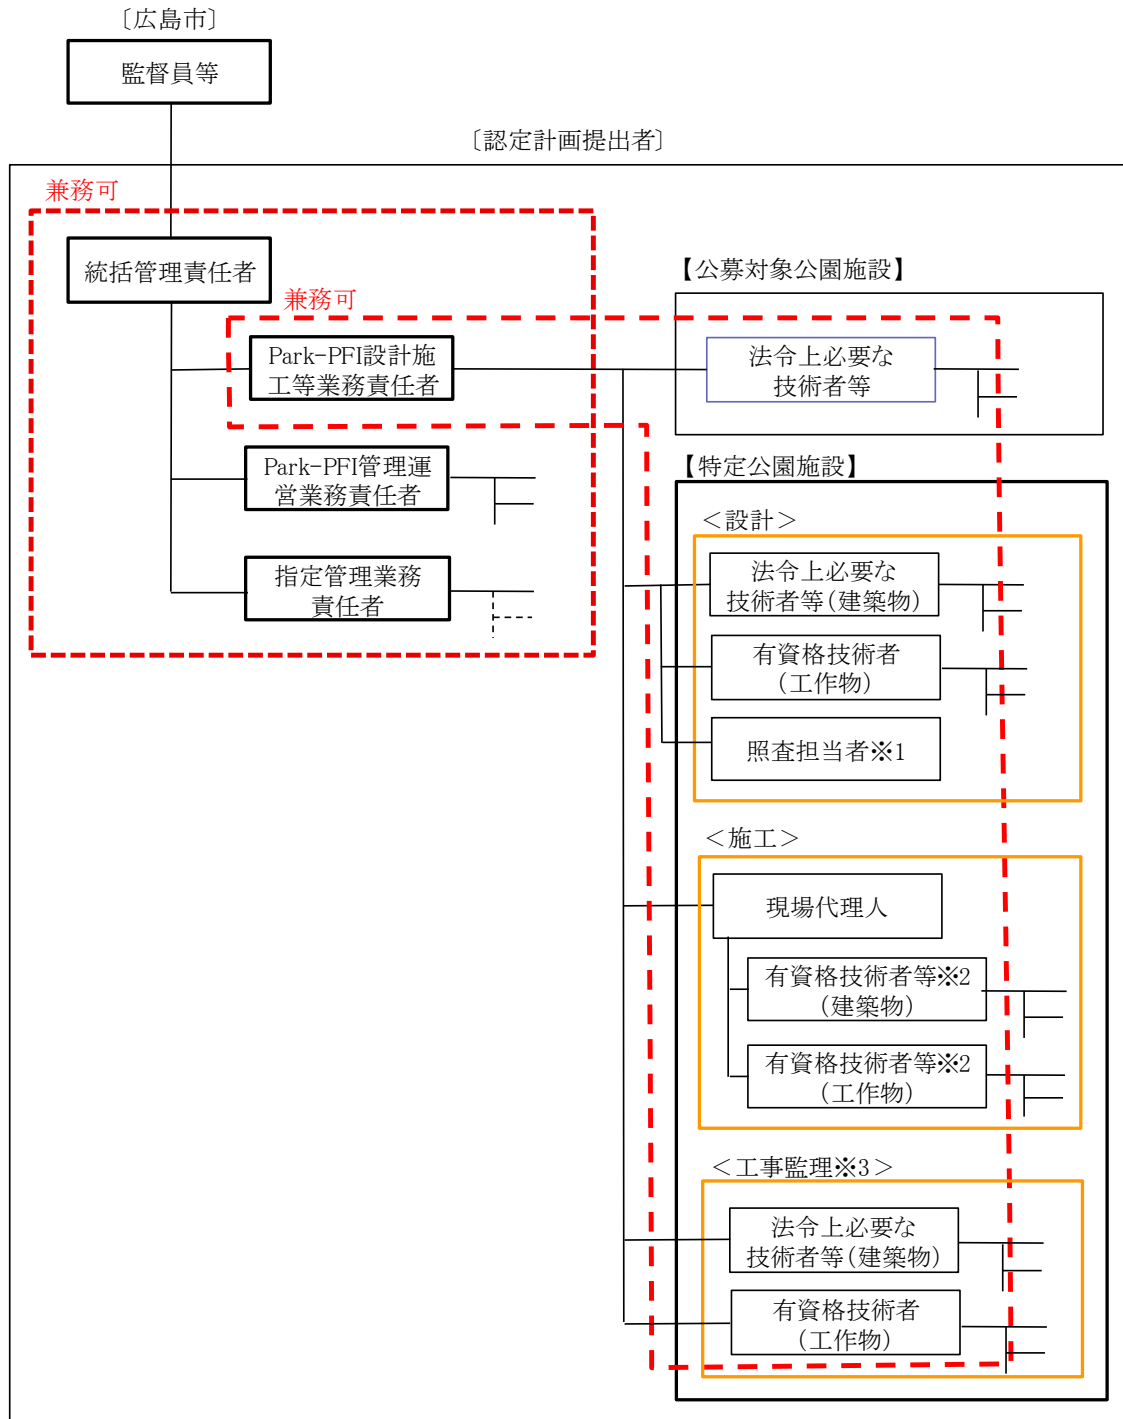 〔広島市〕
監督員等
〔認定計画提出者〕
兼務可
統括管理責任者
兼務可
Park-PFI設計施
工等業務責任者
Park-PFI管理運
営業務責任者
指定管理業務
責任者
【公募対象公園施設】
法令上必要な
技術者等
【特定公園施設】
＜設計＞
法令上必要な
技術者等(建築物)
有資格技術者
(工作物)
照査担当者※1
＜施工＞
現場代理人
有資格技術者等※2
(建築物)
有資格技術者等※2
(工作物)
＜工事監理※3＞
法令上必要な
技術者等(建築物)
有資格技術者
(工作物)